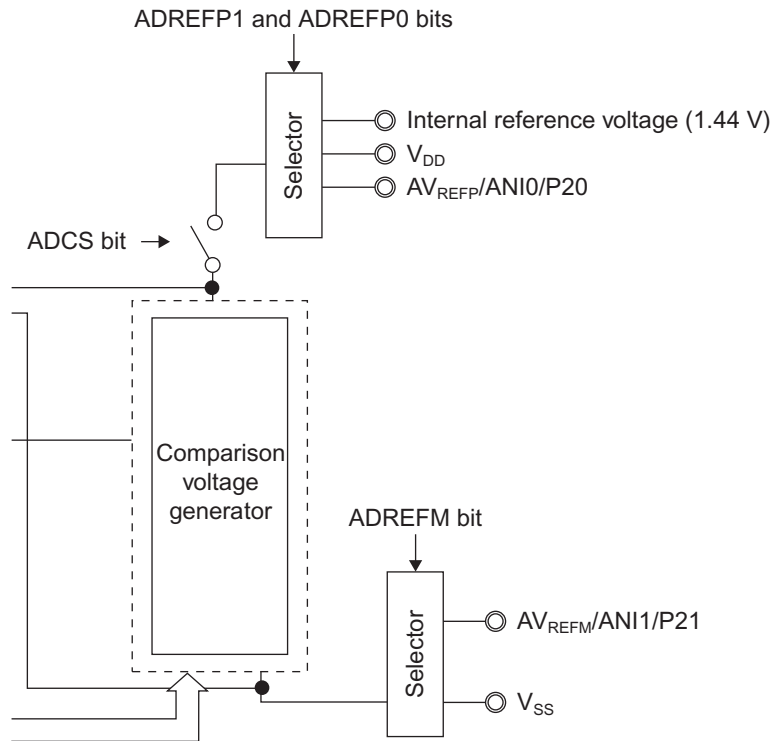 ADREFP1 and ADREFP0 bits
Selector
Internal reference voltage (1.44 V)
VDD
AVREFP/ANI0/P20
ADCS bit
Comparison
voltage
generator
ADREFM bit
Selector
AVREFM/ANI1/P21
VSS